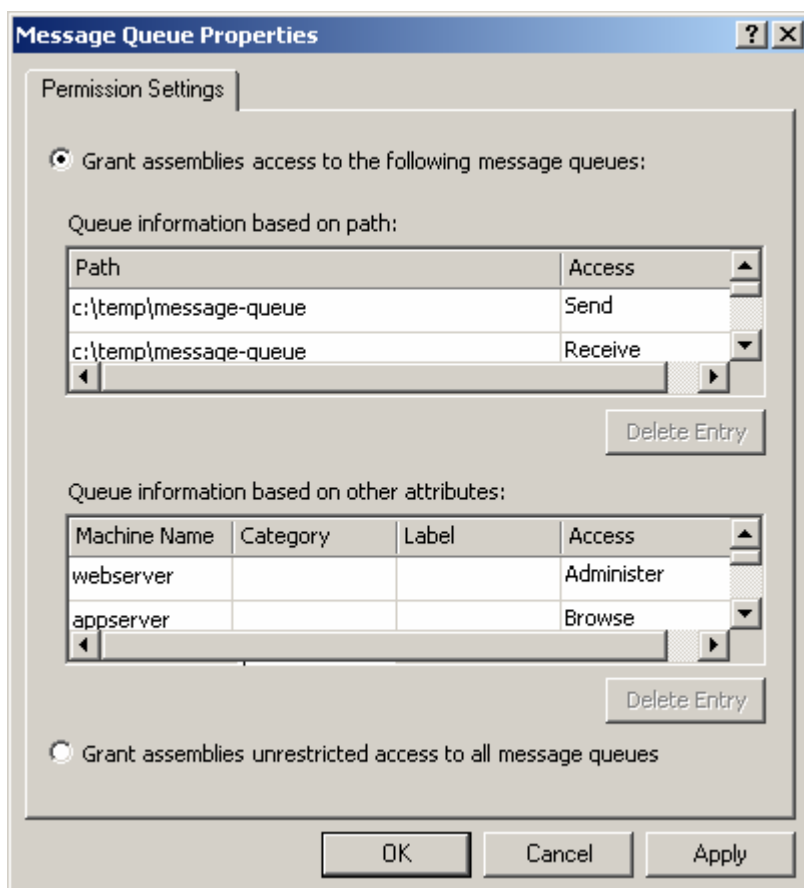 Message Queue Properties
Permission Settings
Grant assemblies access to the following message queues:
Queue information based on path:
Path Access
c:\temp\message-queue Send
c:\temp\message-queue Receive
Delete Entry
Queue information based on other attributes:
Machine Name Category Label Access
webserver Administer
appserver Browse
Delete Entry
Grant assemblies unrestricted access to all message queues
OK Cancel Apply